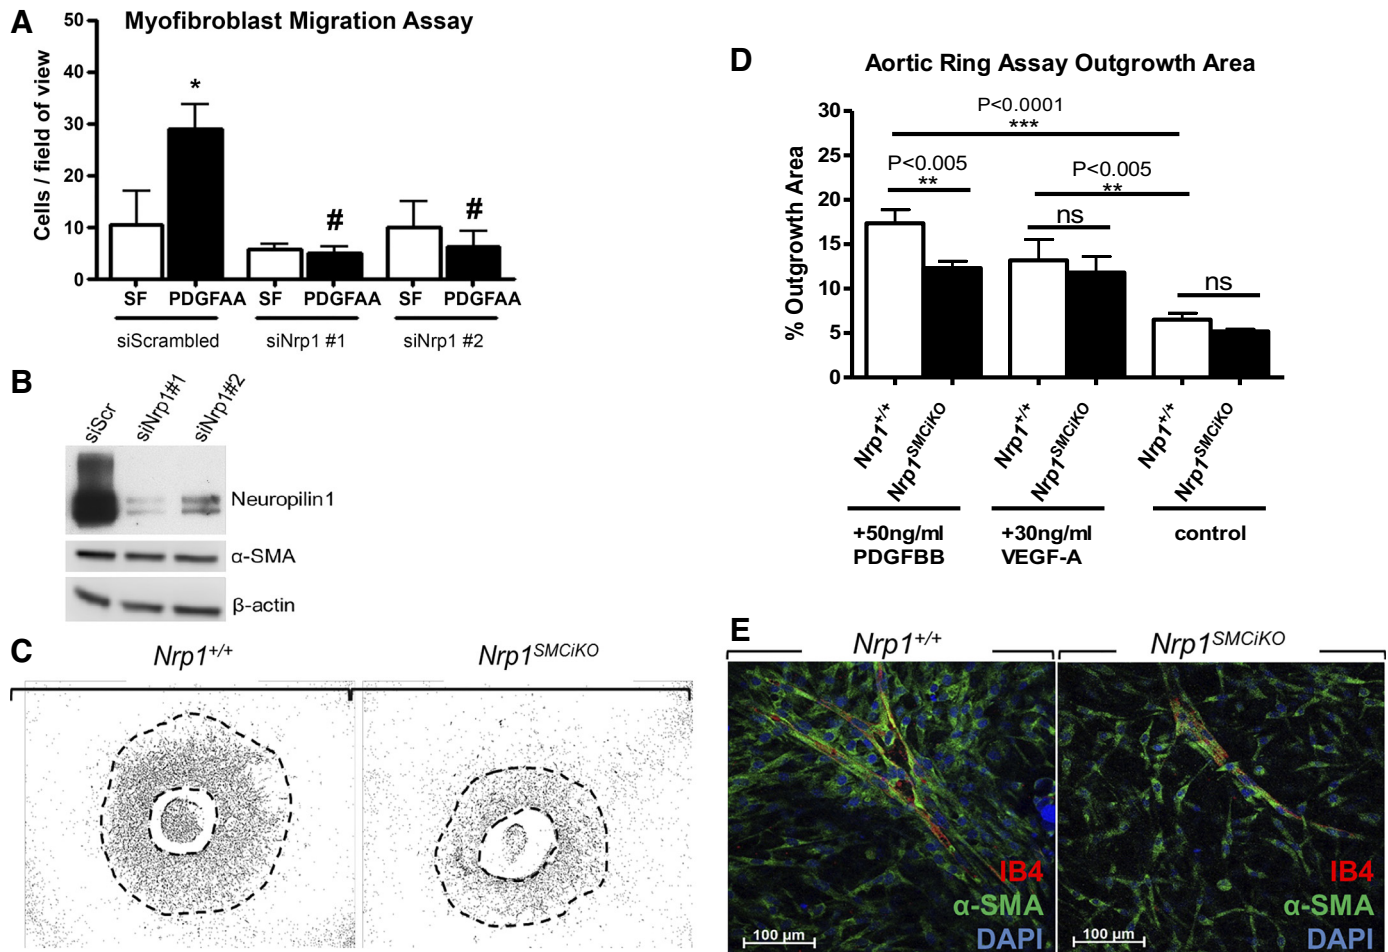 A
Myofibroblast Migration Assay
Cells / field of view
50
40
30
20
10
0
*
#
#
SF PDGFAA SF PDGFAA SF PDGFAA
siScrambled siNrp1 #1 siNrp1 #2
B
siScr siNrp1#1 siNrp1#2
Neuropilin1
α-SMA
β-actin
C
Nrp1+/+ Nrp1SMCiKO
D
Aortic Ring Assay Outgrowth Area
% Outgrowth Area
30
25
20
15
10
5
0
P<0.0001
***
P<0.005
**
P<0.005
**
ns
ns
Nrp1+/+ Nrp1SMCiKO Nrp1+/+ Nrp1SMCiKO Nrp1+/+ Nrp1SMCiKO
+50ng/ml +30ng/ml control
PDGFBB VEGF-A
E
Nrp1+/+ Nrp1SMCiKO
IB4 IB4
α-SMA α-SMA
100 µm DAPI 100 µm DAPI